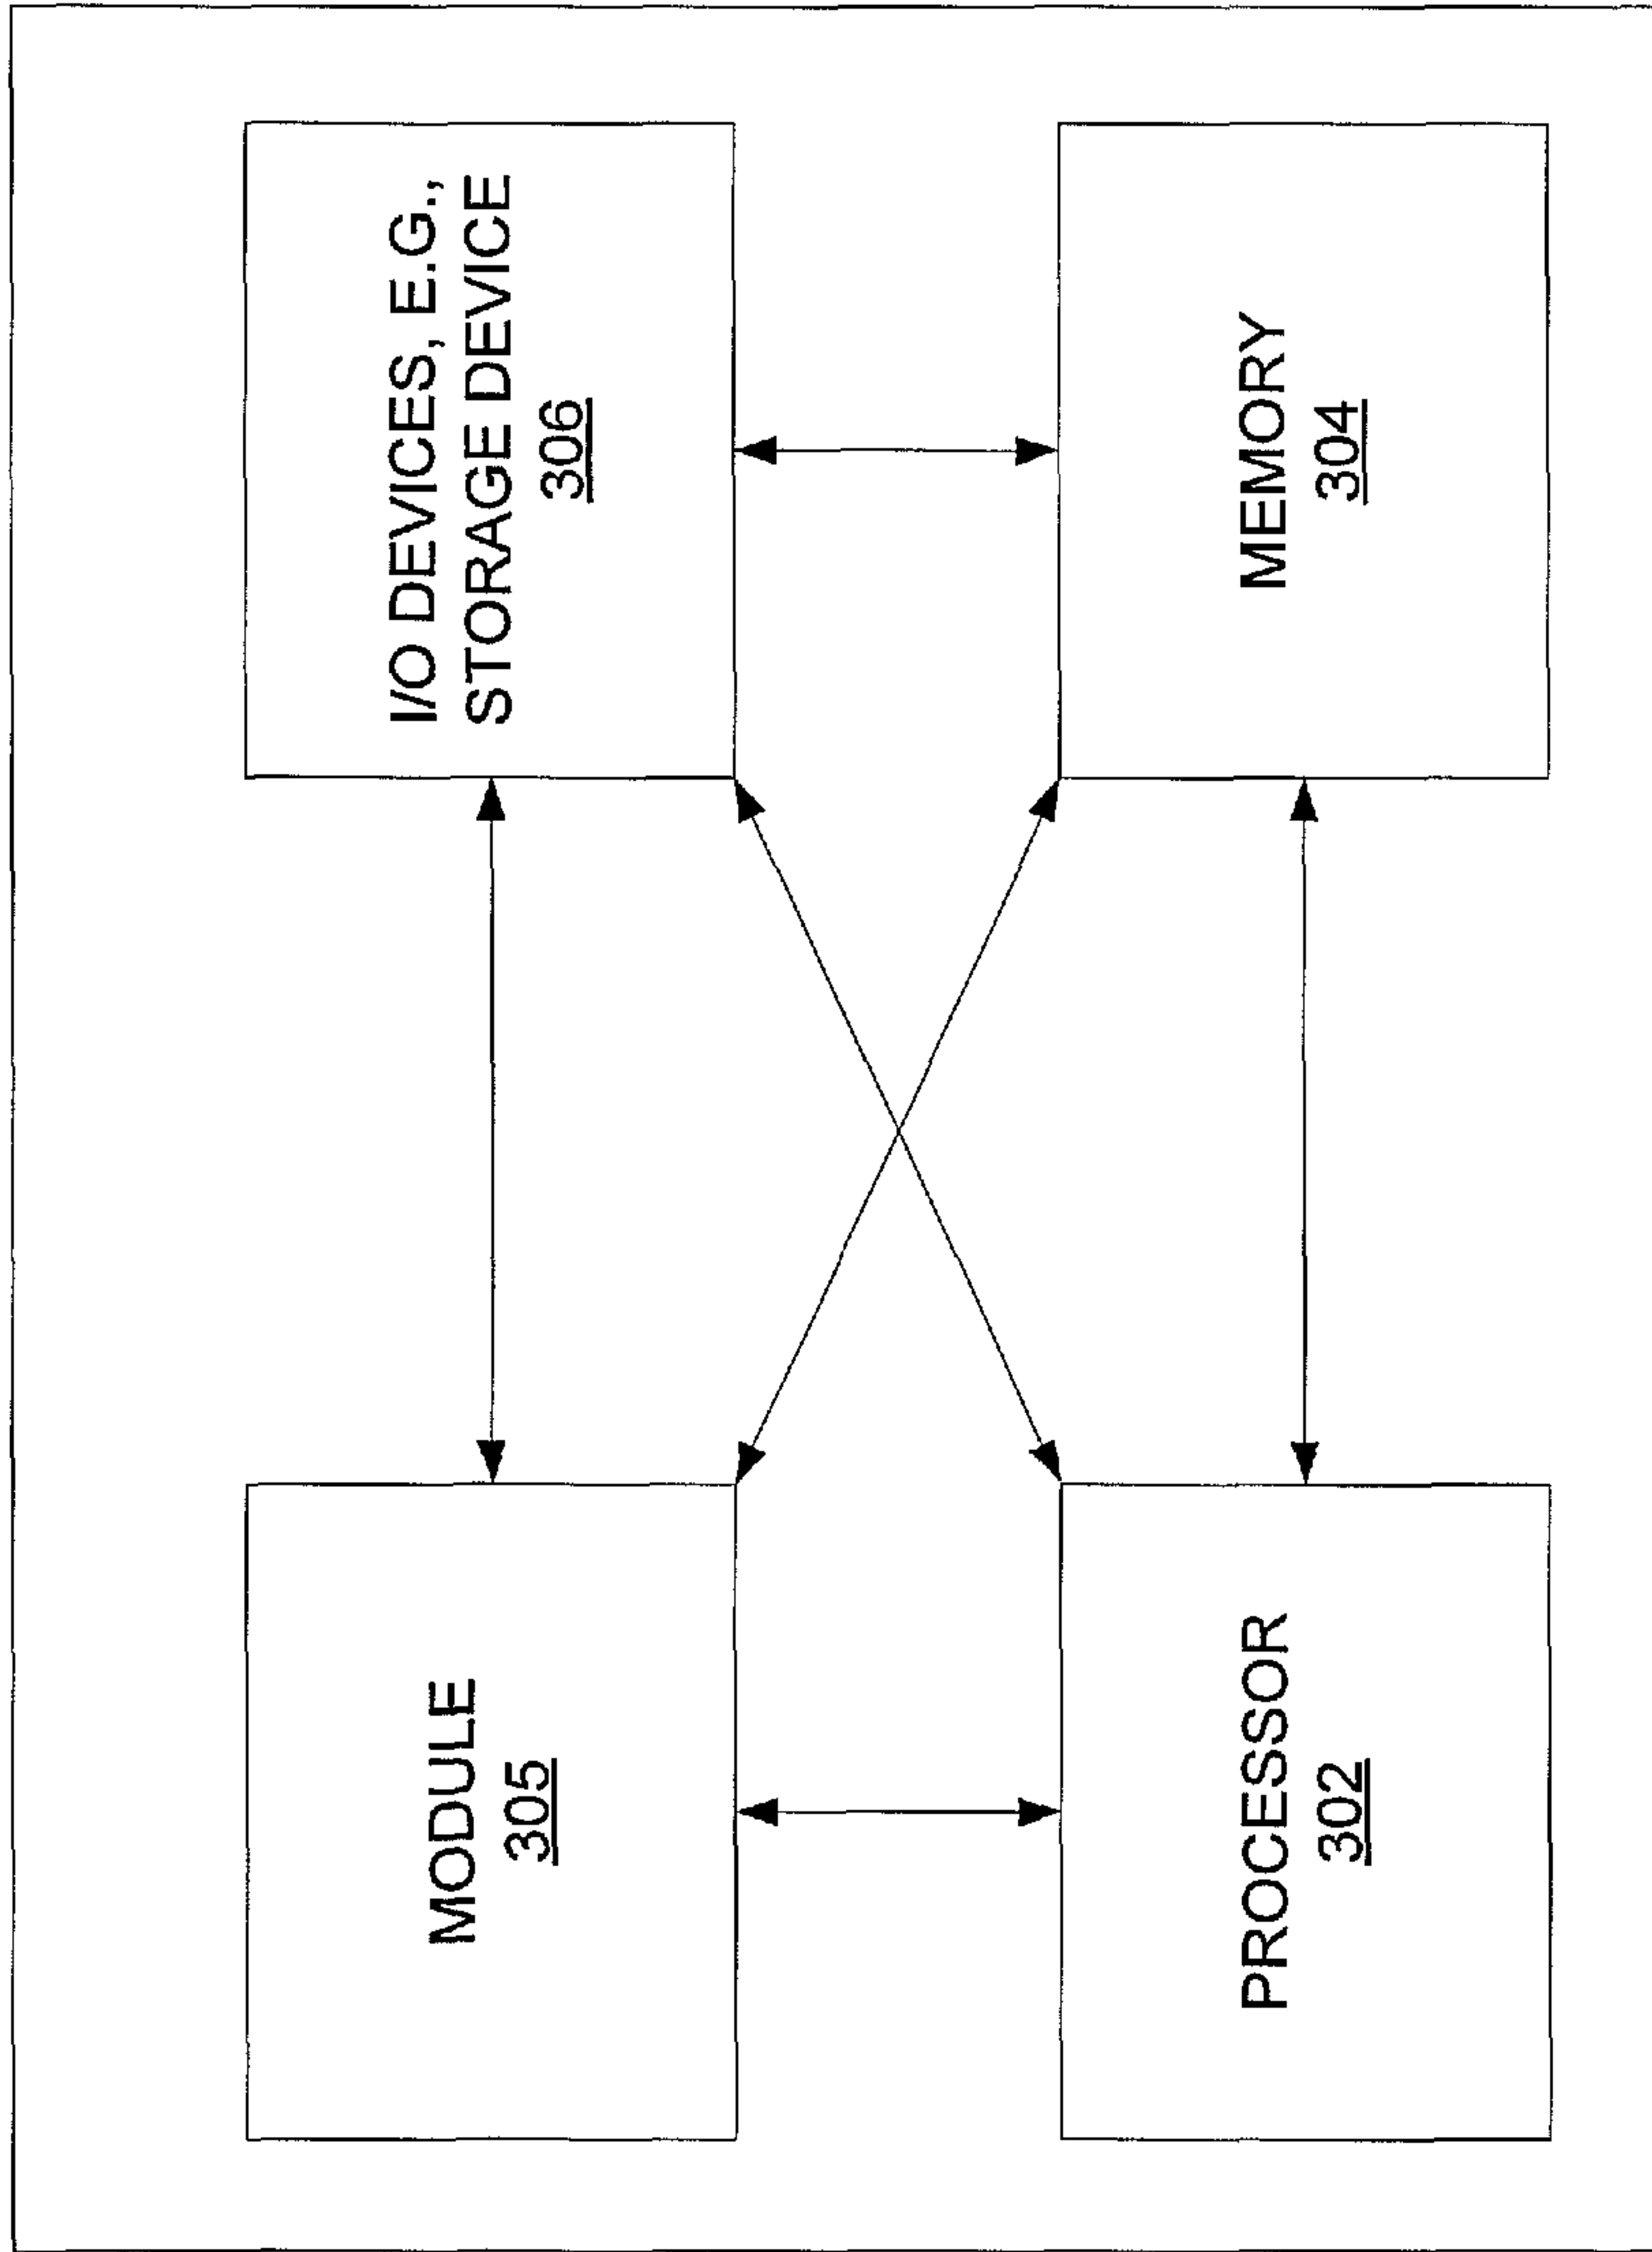 MODULE
305
I/O DEVICES, E.G.,
STORAGE DEVICE
306
PROCESSOR
302
MEMORY
304